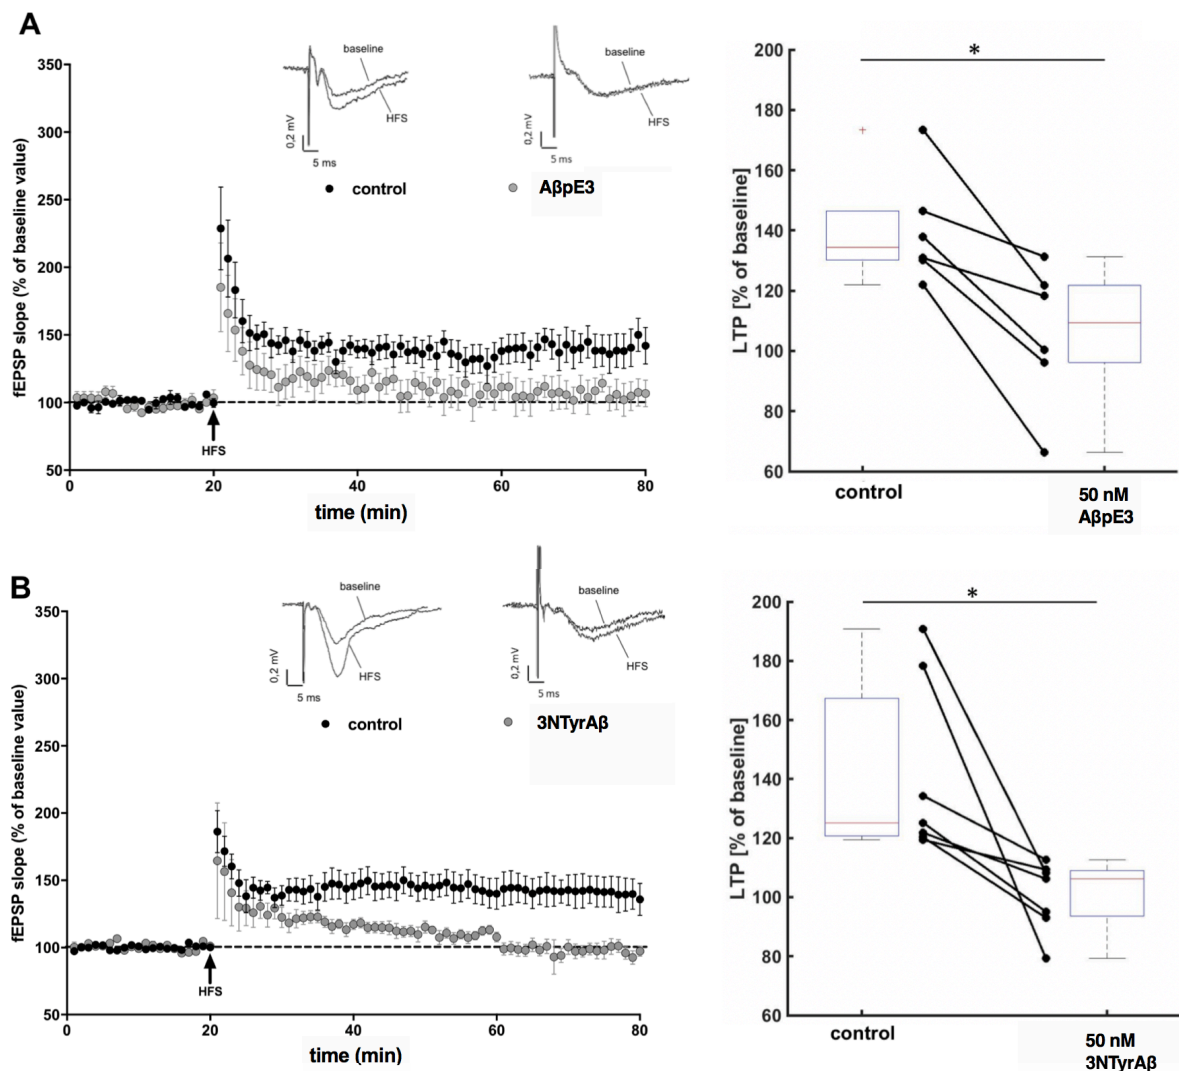 A
fEPSP slope (% of baseline value)
350
300
250
200
150
100
50
0
20
40
60
80
time (min)
HFS
baseline
HFS
0,2 mV
5 ms
baseline
HFS
0,2 mV
5 ms
control
AβpE3
*
LTP [% of baseline]
200
180
160
140
120
100
80
60
control
50 nM
AβpE3
B
fEPSP slope (% of baseline value)
350
300
250
200
150
100
50
0
20
40
60
80
time (min)
HFS
baseline
HFS
0,2 mV
5 ms
baseline
HFS
0,2 mV
5 ms
control
3NTyrAβ
*
LTP [% of baseline]
200
180
160
140
120
100
80
60
control
50 nM
3NTyrAβ